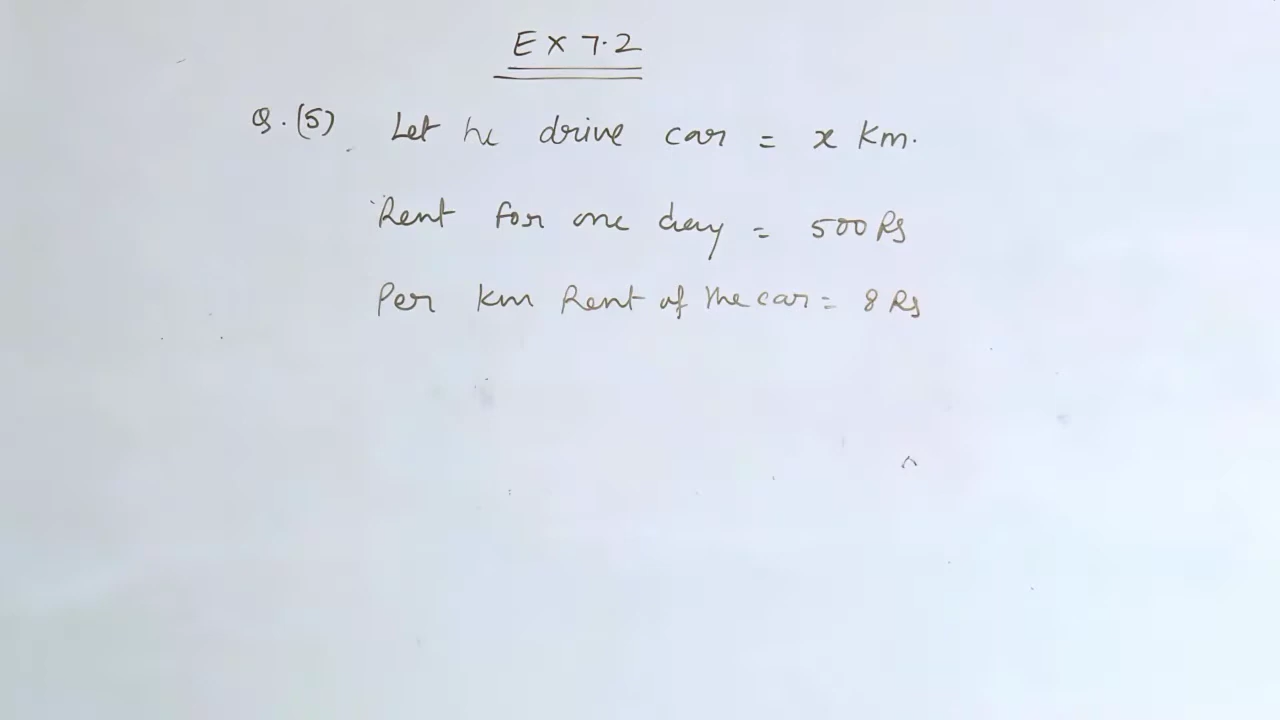 Ex 7.2
Q.(5) Let he drive car = x Km.
Rent for one day = 500 Rs
Per Km Rent of the car = 8 Rs